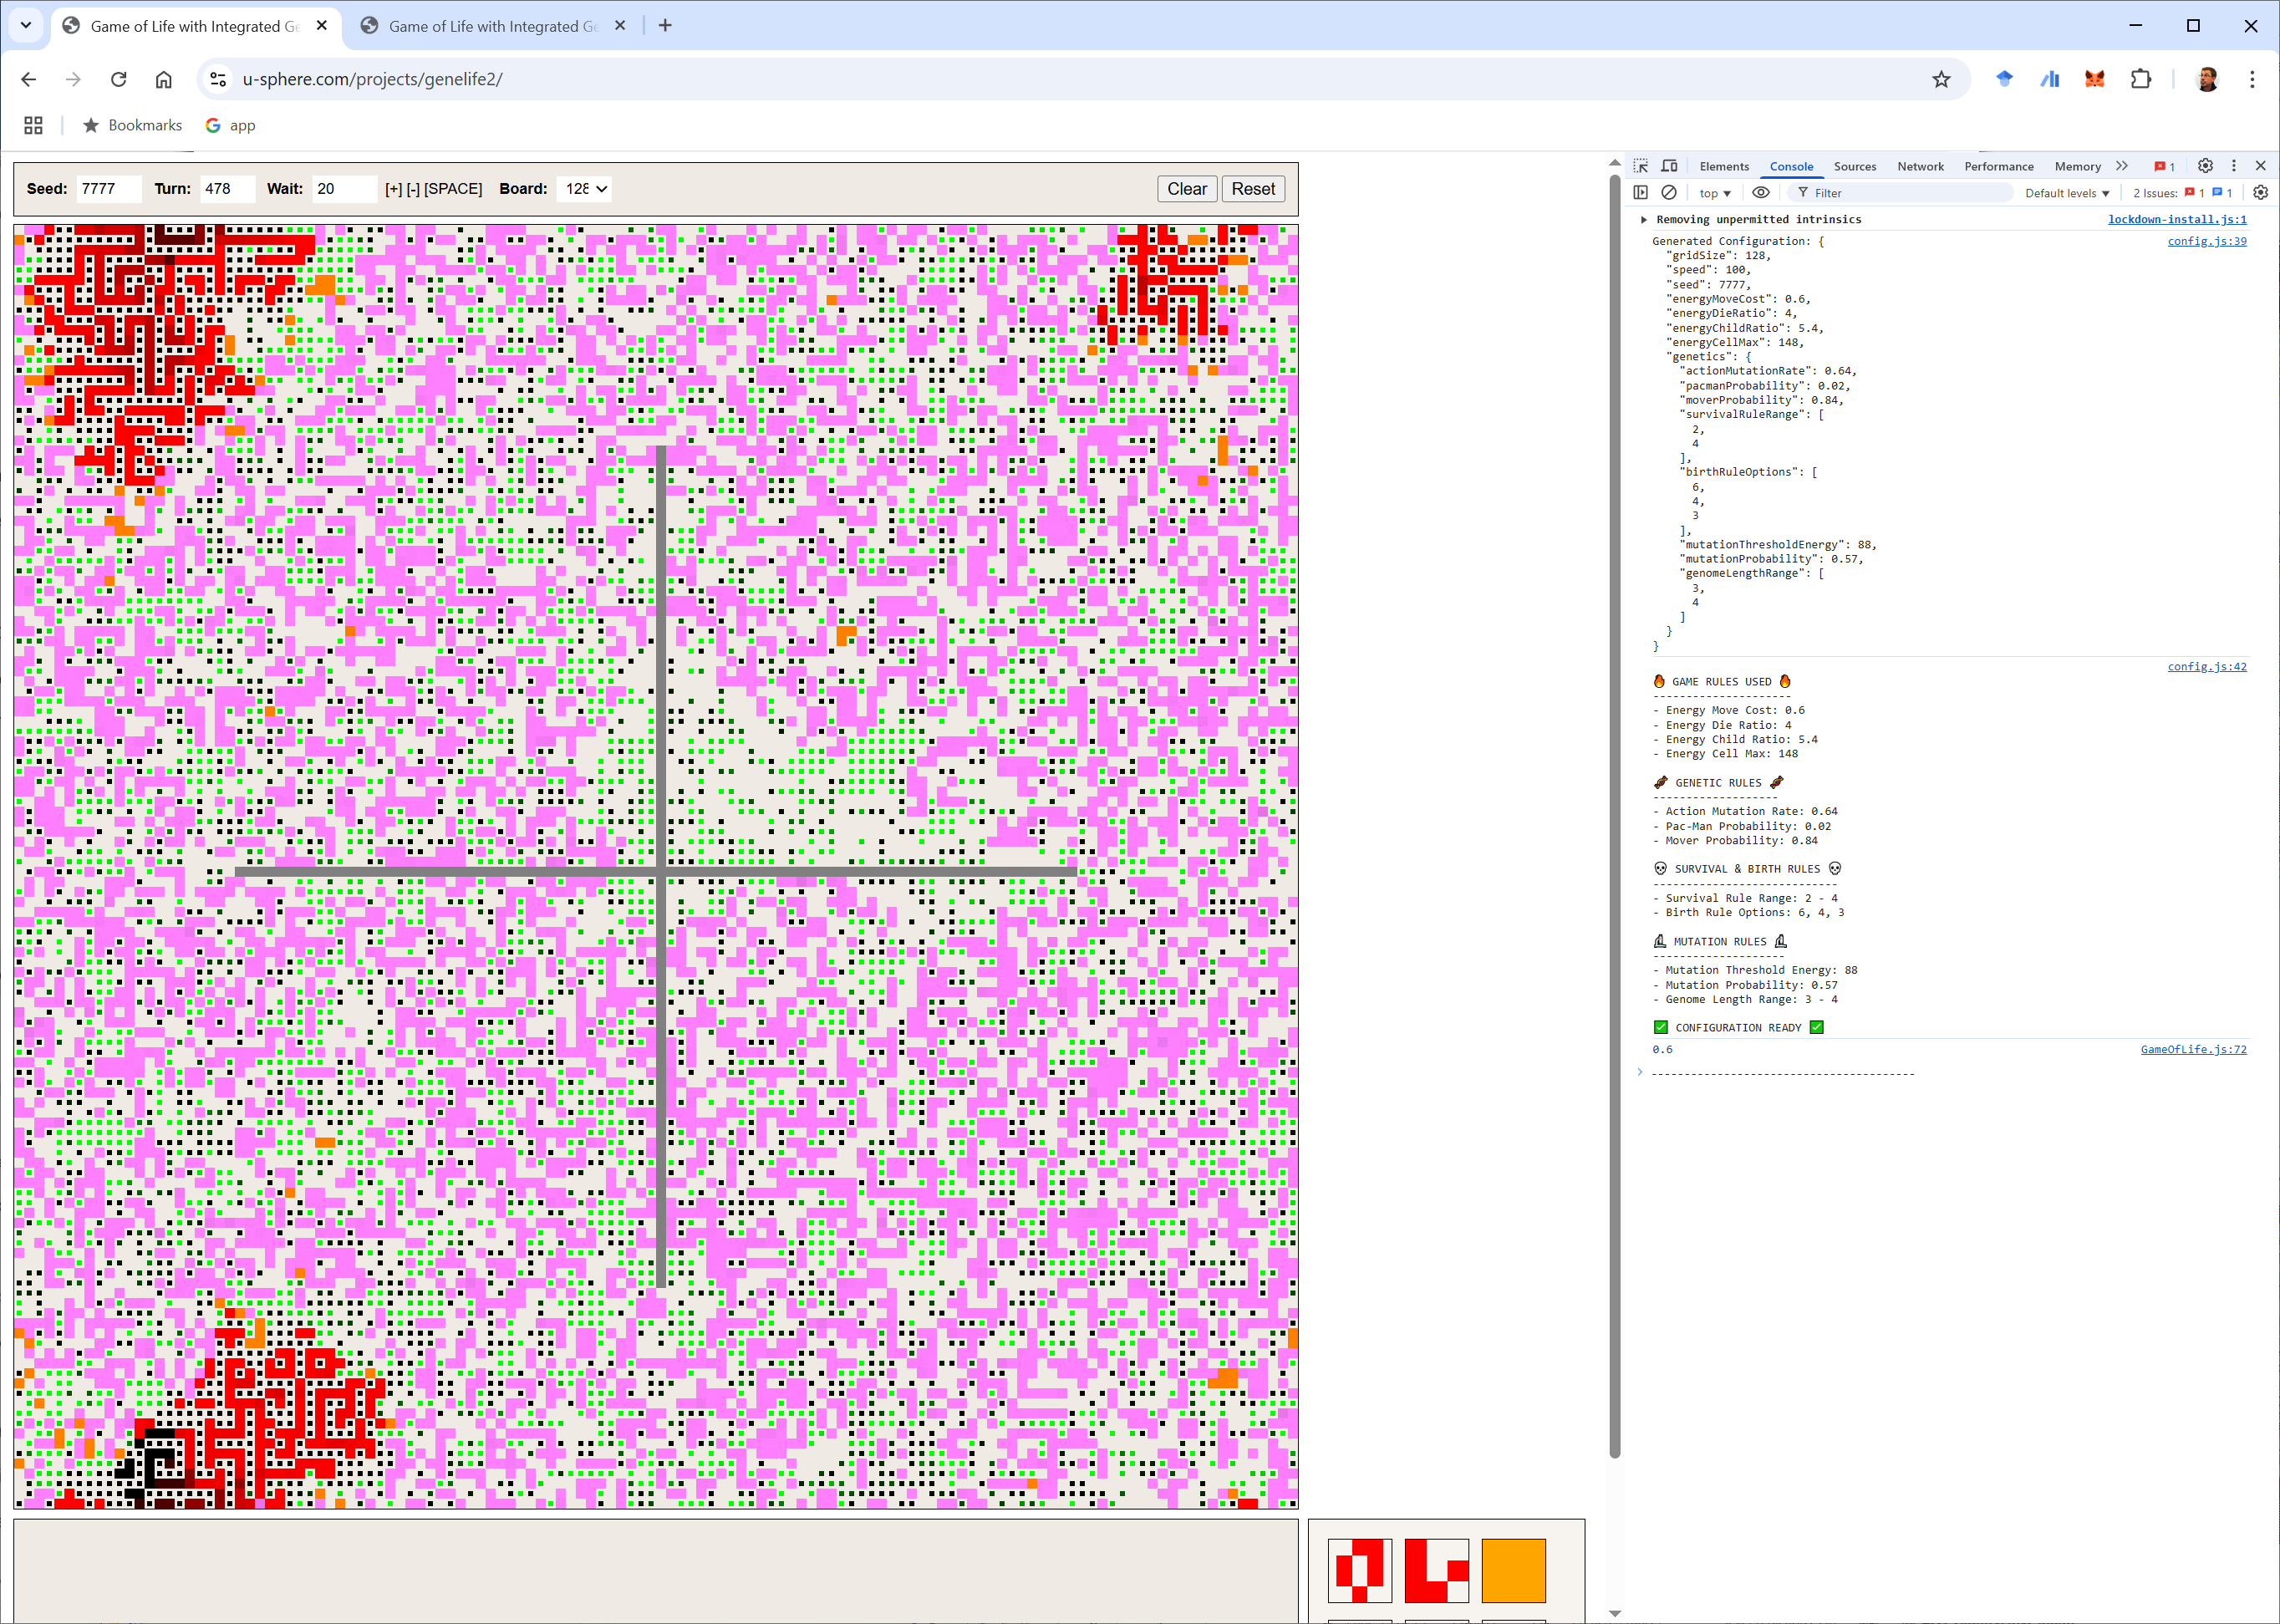 Game of Life with Integrated Ge
Game of Life with Integrated Ge
u-sphere.com/projects/genelife2/
Bookmarks
app
Seed: 7777 Turn: 478 Wait: 20 [+] [-] [SPACE] Board: 128 Clear Reset
Elements Console Sources Network Performance Memory 1
top Filter Default levels 2 Issues: 1 1
Removing unpermitted intrinsics lockdown-install.js:1
Generated Configuration: { config.js:39
"gridSize": 128,
"speed": 100,
"seed": 7777,
"energyMoveCost": 0.6,
"energyDieRatio": 4,
"energyChildRatio": 5.4,
"energyCellMax": 148,
"genetics": {
"actionMutationRate": 0.64,
"pacmanProbability": 0.02,
"moverProbability": 0.84,
"survivalRuleRange": [
2,
4
],
"birthRuleOptions": [
6,
4,
3
],
"mutationThresholdEnergy": 88,
"mutationProbability": 0.57,
"genomeLengthRange": [
3,
4
]
}
}
config.js:42
🔥 GAME RULES USED 🔥
---------------------
- Energy Move Cost: 0.6
- Energy Die Ratio: 4
- Energy Child Ratio: 5.4
- Energy Cell Max: 148
🧬 GENETIC RULES 🧬
-------------------
- Action Mutation Rate: 0.64
- Pac-Man Probability: 0.02
- Mover Probability: 0.84
💀 SURVIVAL & BIRTH RULES 💀
----------------------------
- Survival Rule Range: 2 - 4
- Birth Rule Options: 6, 4, 3
🔬 MUTATION RULES 🔬
--------------------
- Mutation Threshold Energy: 88
- Mutation Probability: 0.57
- Genome Length Range: 3 - 4
✅ CONFIGURATION READY ✅
0.6 GameOfLife.js:72
----------------------------------------